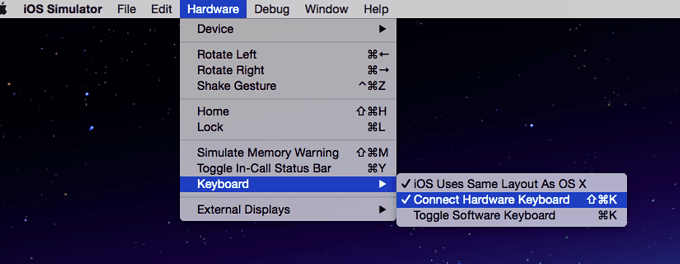 iOS Simulator File Edit Hardware Debug Window Help
Device ▶
Rotate Left ⌘←
Rotate Right ⌘→
Shake Gesture ^⌘Z
Home ⇧⌘H
Lock ⌘L
Simulate Memory Warning ⇧⌘M
Toggle In-Call Status Bar ⌘Y
Keyboard ▶
✓ iOS Uses Same Layout As OS X
✓ Connect Hardware Keyboard ⇧⌘K
Toggle Software Keyboard ⌘K
External Displays ▶